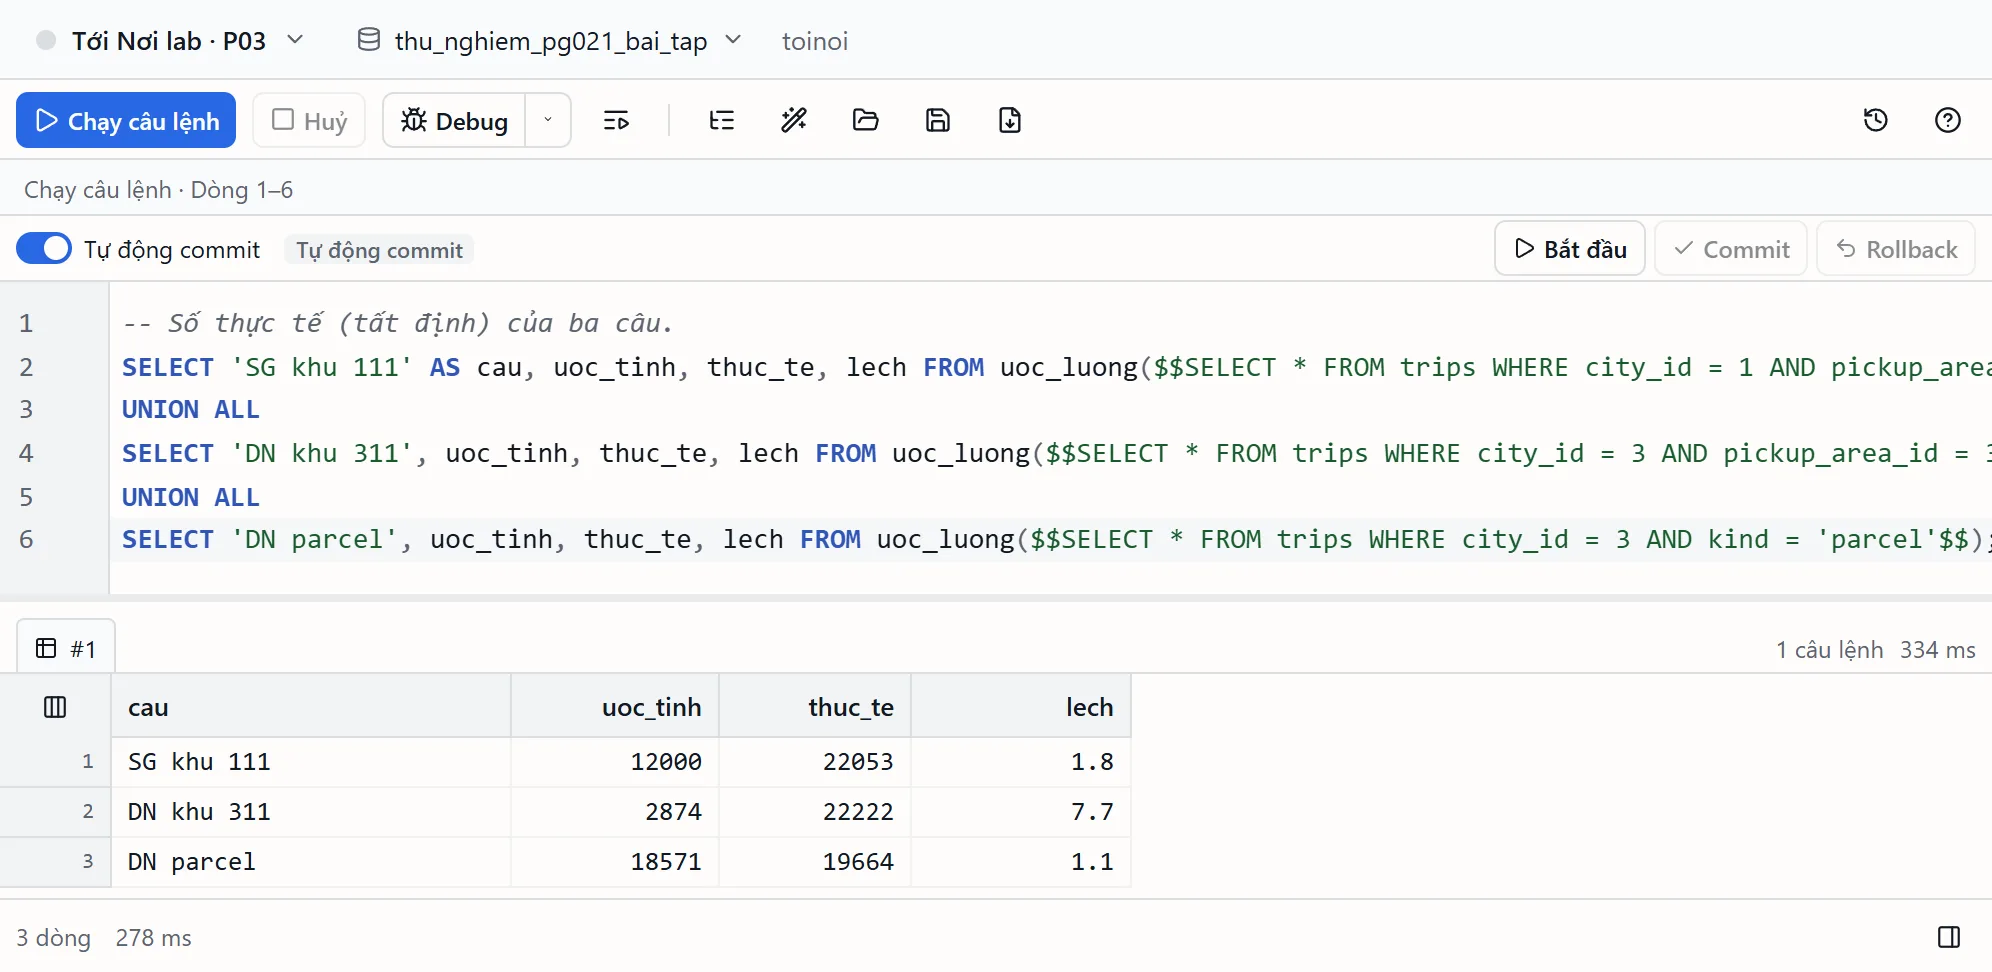 Tới Nơi lab · P03 thu_nghiem_pg021_bai_tap toinoi
Chạy câu lệnh Huỷ Debug
Chạy câu lệnh · Dòng 1–6
Tự động commit Tự động commit Bắt đầu Commit Rollback
1 -- Số thực tế (tất định) của ba câu.
2 SELECT 'SG khu 111' AS cau, uoc_tinh, thuc_te, lech FROM uoc_luong($$SELECT * FROM trips WHERE city_id = 1 AND pickup_area
3 UNION ALL
4 SELECT 'DN khu 311', uoc_tinh, thuc_te, lech FROM uoc_luong($$SELECT * FROM trips WHERE city_id = 3 AND pickup_area_id = 3
5 UNION ALL
6 SELECT 'DN parcel', uoc_tinh, thuc_te, lech FROM uoc_luong($$SELECT * FROM trips WHERE city_id = 3 AND kind = 'parcel'$$);
#1 1 câu lệnh 334 ms
cau uoc_tinh thuc_te lech
1 SG khu 111 12000 22053 1.8
2 DN khu 311 2874 22222 7.7
3 DN parcel 18571 19664 1.1
3 dòng 278 ms